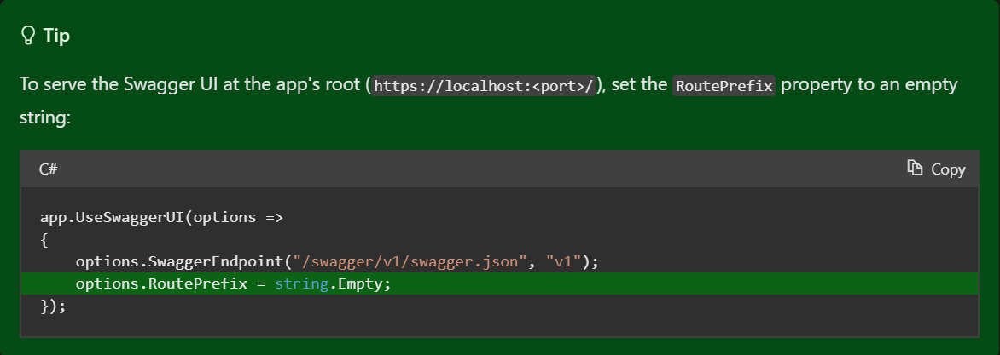 Tip
To serve the Swagger UI at the app's root (https://localhost:<port>/), set the RoutePrefix property to an empty
string:
C#
Copy
app.UseSwaggerUI(options =>
{
    options.SwaggerEndpoint("/swagger/v1/swagger.json", "v1");
    options.RoutePrefix = string.Empty;
});